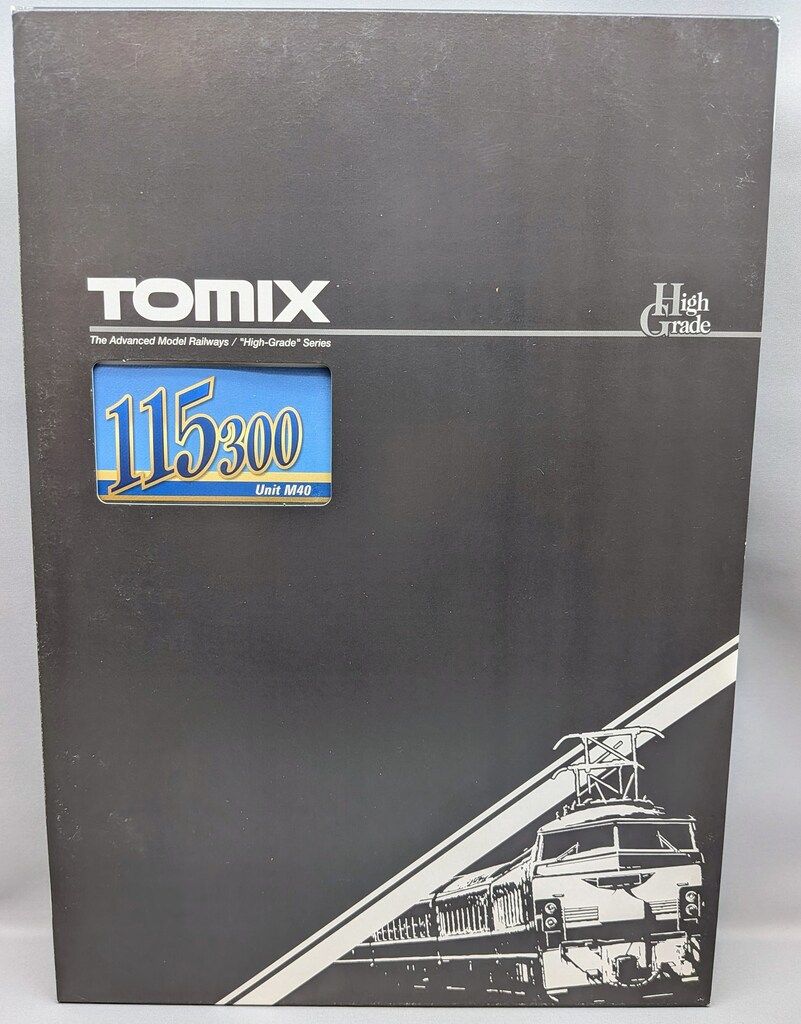 TOMIX
High
Grade
The Advanced Model Railways / "High-Grade" Series
115 300
Unit M40